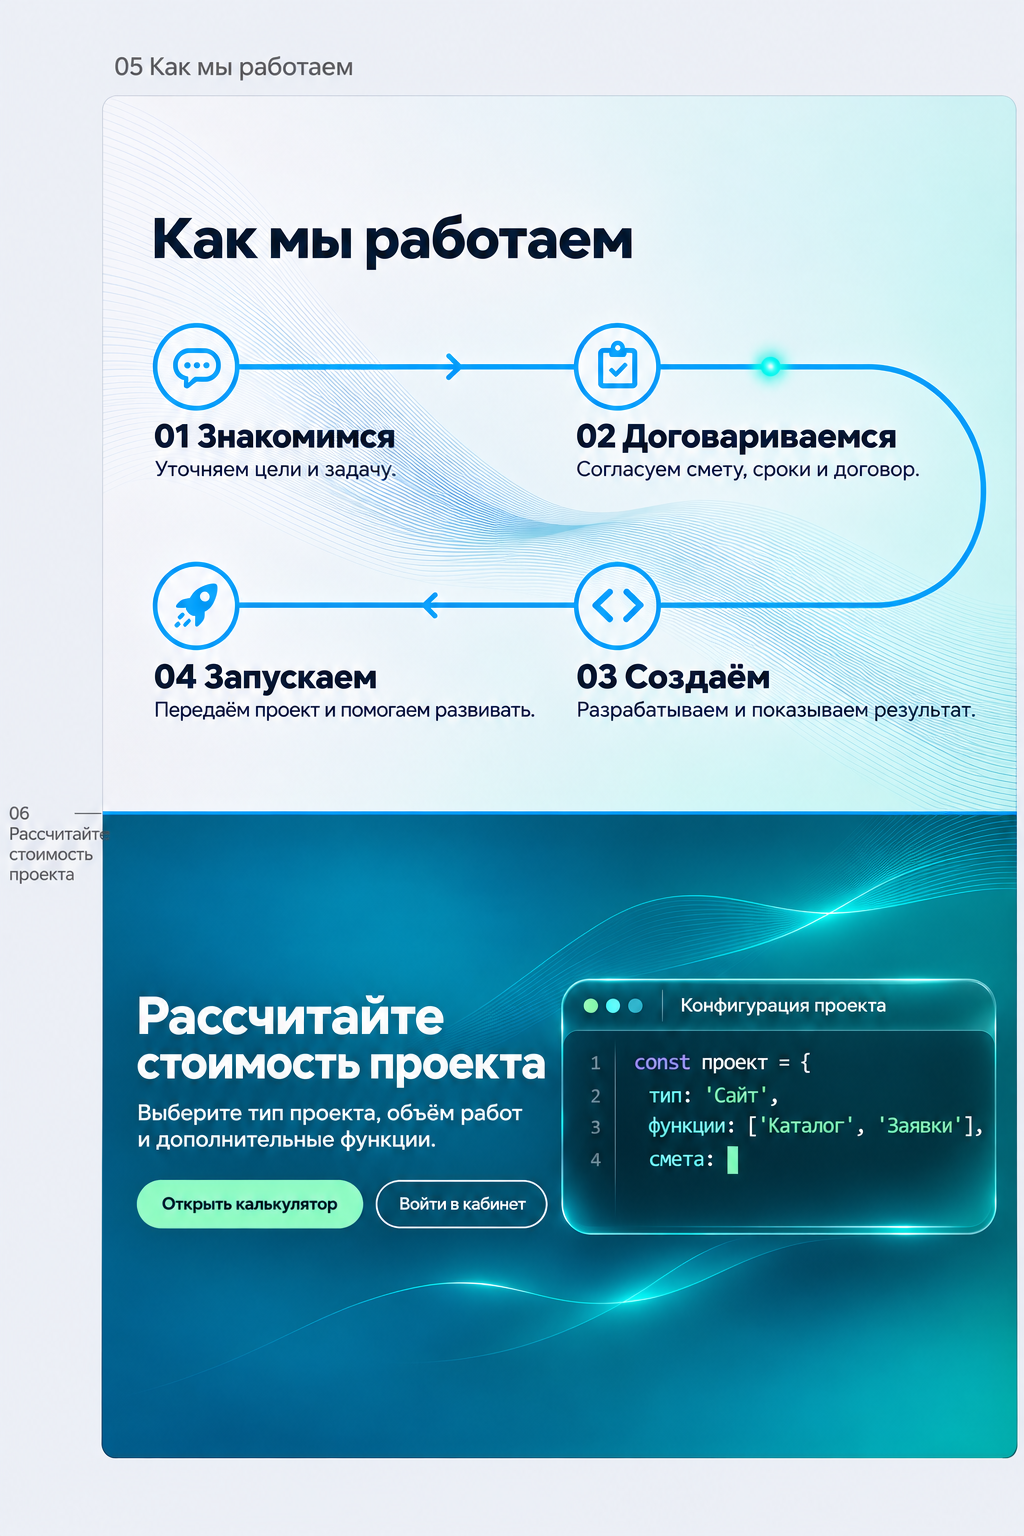 05 Как мы работаем
Как мы работаем
01 Знакомимся
Уточняем цели и задачу.
02 Договариваемся
Согласуем смету, сроки и договор.
04 Запускаем
Передаём проект и помогаем развивать.
03 Создаём
Разрабатываем и показываем результат.
06
Рассчитайте
стоимость
проекта
Рассчитайте
стоимость проекта
Выберите тип проекта, объём работ
и дополнительные функции.
Открыть калькулятор
Войти в кабинет
Конфигурация проекта
1 const проект = {
2 тип: 'Сайт',
3 функции: ['Каталог', 'Заявки'],
4 смета: